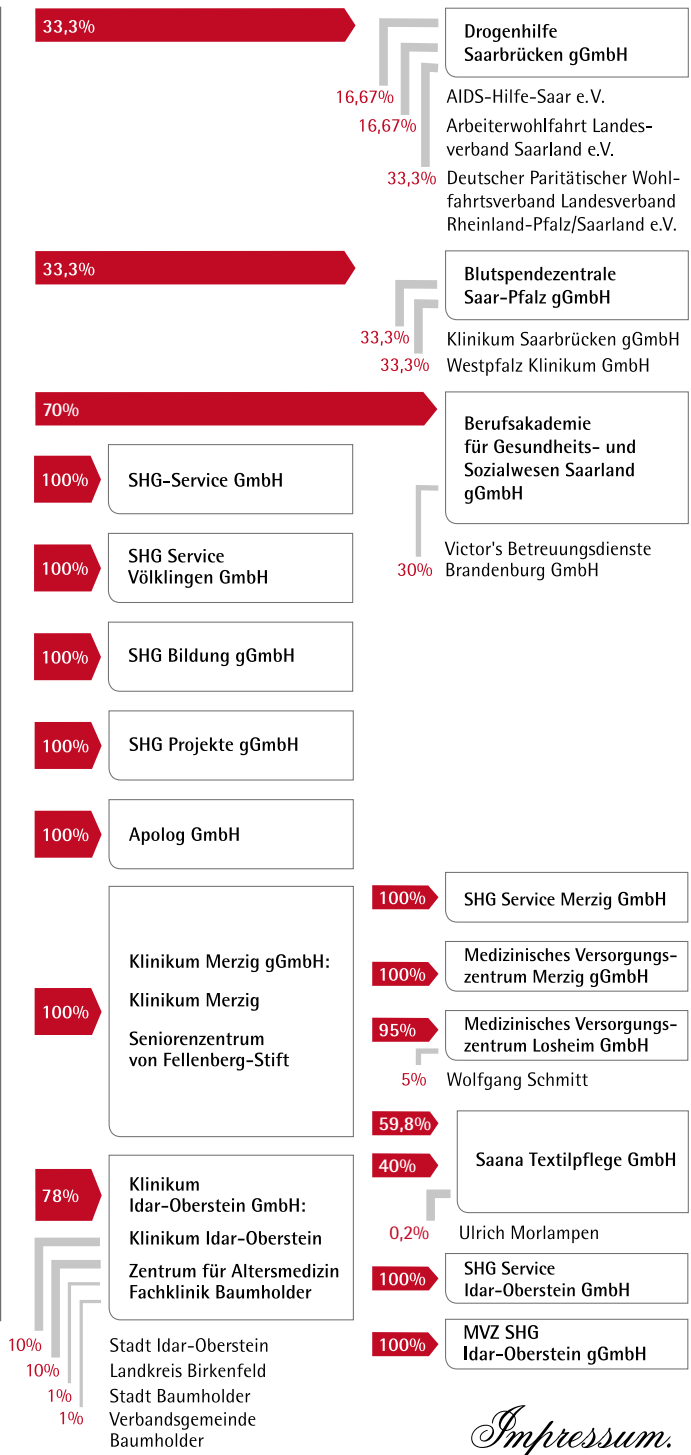 33,3%
Drogenhilfe
Saarbrücken gGmbH
16,67% AIDS-Hilfe-Saar e.V.
16,67% Arbeiterwohlfahrt Landes-
verband Saarland e.V.
33,3% Deutscher Paritätischer Wohl-
fahrtsverband Landesverband
Rheinland-Pfalz/Saarland e.V.
33,3%
Blutspendezentrale
Saar-Pfalz gGmbH
33,3% Klinikum Saarbrücken gGmbH
33,3% Westpfalz Klinikum GmbH
70%
Berufsakademie
für Gesundheits- und
Sozialwesen Saarland
gGmbH
Victor's Betreuungsdienste
30% Brandenburg GmbH
100% SHG-Service GmbH
SHG Service
100% Völklingen GmbH
100% SHG Bildung gGmbH
100% SHG Projekte gGmbH
100% Apolog GmbH
100%
Klinikum Merzig gGmbH:
Klinikum Merzig
Seniorenzentrum
von Fellenberg-Stift
100% SHG Service Merzig GmbH
100%
Medizinisches Versorgungs-
zentrum Merzig gGmbH
95% Medizinisches Versorgungs-
zentrum Losheim GmbH
5% Wolfgang Schmitt
59,8%
40%
Saana Textilpflege GmbH
0,2% Ulrich Morlampen
78%
Klinikum
Idar-Oberstein GmbH:
Klinikum Idar-Oberstein
Zentrum für Altersmedizin
Fachklinik Baumholder
100%
SHG Service
Idar-Oberstein GmbH
100%
MVZ SHG
Idar-Oberstein gGmbH
10% Stadt Idar-Oberstein
10% Landkreis Birkenfeld
1% Stadt Baumholder
1% Verbandsgemeinde
Baumholder
Impressum.